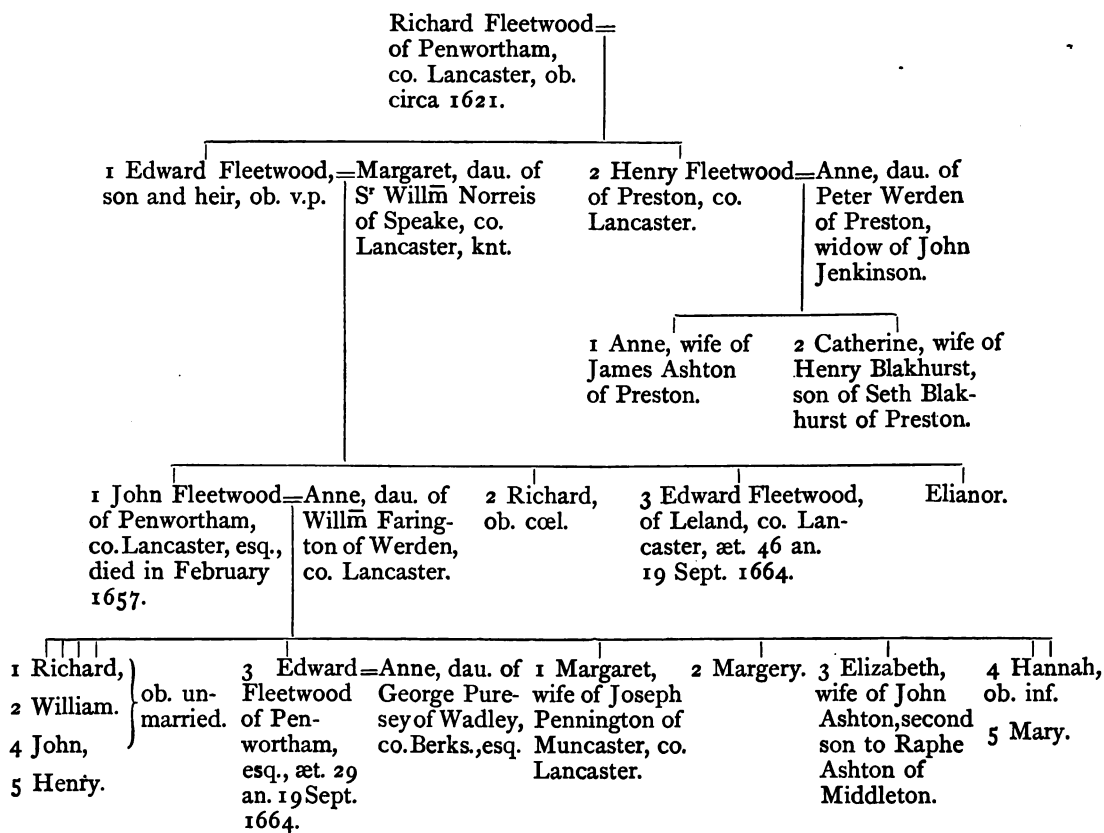 Richard Fleetwood=
of Penwortham,
co. Lancaster, ob.
circa 1621.
1 Edward Fleetwood,=
son and heir, ob. v.p.
Margaret, dau. of
Sʳ Willm̅ Norreis
of Speake, co.
Lancaster, knt.
2 Henry Fleetwood=
of Preston, co.
Lancaster.
Anne, dau. of
Peter Werden
of Preston,
widow of John
Jenkinson.
1 Anne, wife of
James Ashton
of Preston.
2 Catherine, wife of
Henry Blakhurst,
son of Seth Blak-
hurst of Preston.
1 John Fleetwood=
of Penwortham,
co. Lancaster, esq.,
died in February
1657.
Anne, dau. of
Willm̅ Faring-
ton of Werden,
co. Lancaster.
2 Richard,
ob. cœl.
3 Edward Fleetwood,
of Leland, co. Lan-
caster, æt. 46 an.
19 Sept. 1664.
Elianor.
1 Richard,
2 William.
4 John,
5 Henry.
ob. un-
married.
3 Edward=
Fleetwood
of Pen-
wortham,
esq., æt. 29
an. 19 Sept.
1664.
Anne, dau. of
George Pure-
sey of Wadley,
co. Berks., esq.
1 Margaret,
wife of Joseph
Pennington of
Muncaster, co.
Lancaster.
2 Margery.
3 Elizabeth,
wife of John
Ashton, second
son to Raphe
Ashton of
Middleton.
4 Hannah,
ob. inf.
5 Mary.